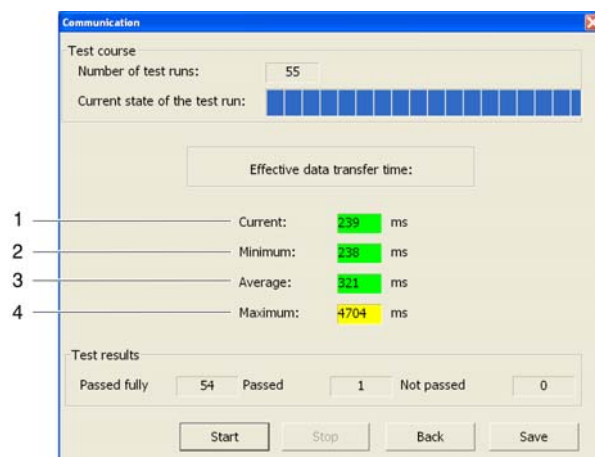 Communication
Test course
Number of test runs: 55
Current state of the test run:
Effective data transfer time:
1 Current: 239 ms
2 Minimum: 238 ms
3 Average: 321 ms
4 Maximum: 4704 ms
Test results
Passed fully 54 Passed 1 Not passed 0
Start Stop Back Save